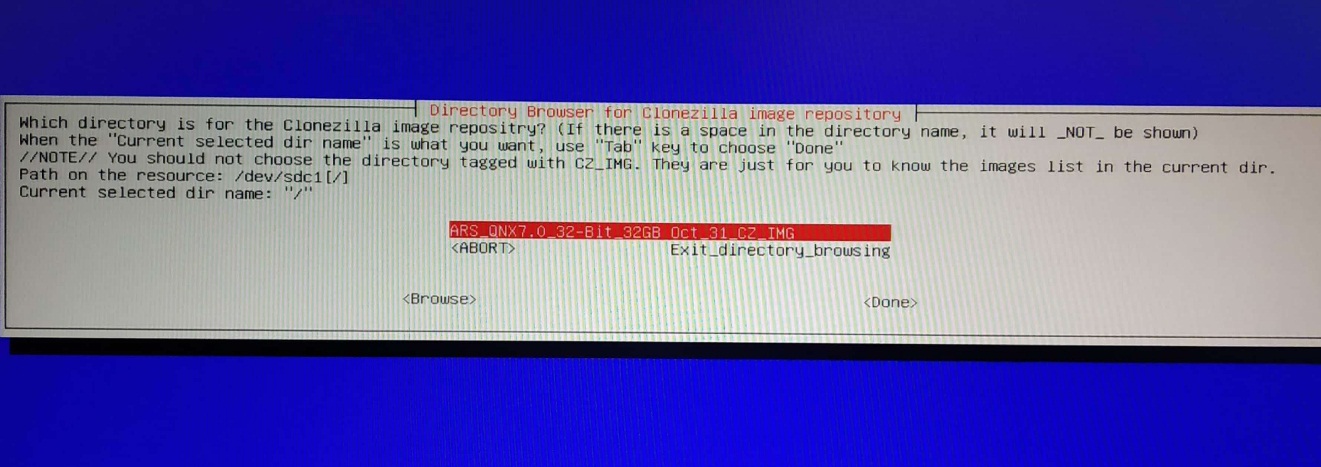 Directory Browser for Clonezilla image repository
Which directory is for the Clonezilla image repositry? (If there is a space in the directory name, it will _NOT_ be shown)
When the "Current selected dir name" is what you want, use "Tab" key to choose "Done"
//NOTE// You should not choose the directory tagged with CZ_IMG. They are just for you to know the images list in the current dir.
Path on the resource: /dev/sdc1[/]
Current selected dir name: "/"
ARS_QNX7.0_32-Bit_32GB Oct_31_CZ_IMG
<ABORT> Exit_directory_browsing
<Browse> <Done>